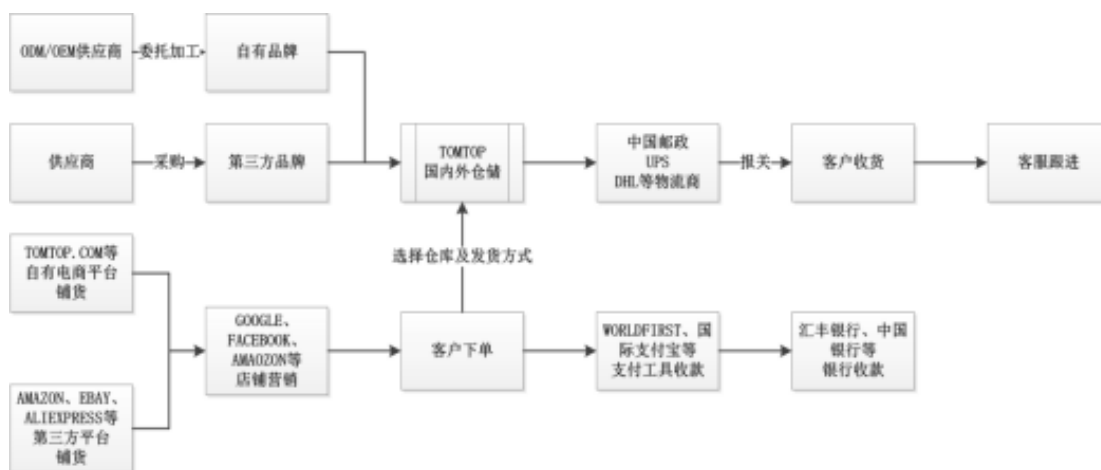 ODM/OEM供应商
委托加工
自有品牌
供应商
采购
第三方品牌
TOMTOP
国内外仓储
中国邮政
UPS
DHL等物流商
报关
客户收货
客服跟进
TOMTOP.COM等
自有电商平台
铺货
选择仓库及发货方式
GOOGLE、
FACEBOOK、
AMAOZON等
店铺营销
客户下单
WORLDFIRST、国
际支付宝等
支付工具收款
汇丰银行、中国
银行等
银行收款
AMAZON、EBAY、
ALIEXPRESS等
第三方平台
铺货